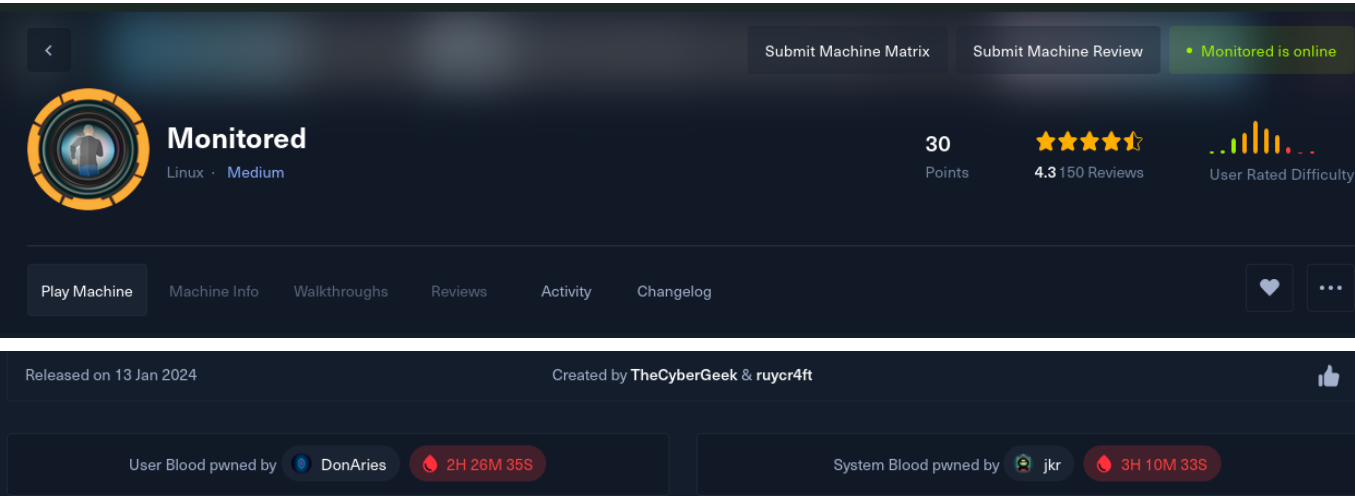 Submit Machine Matrix Submit Machine Review • Monitored is online
Monitored
Linux · Medium
30
Points
4.3 150 Reviews
User Rated Difficulty
Play Machine Machine Info Walkthroughs Reviews Activity Changelog
Released on 13 Jan 2024 Created by TheCyberGeek & ruycr4ft
User Blood pwned by DonAries 2H 26M 35S System Blood pwned by jkr 3H 10M 33S